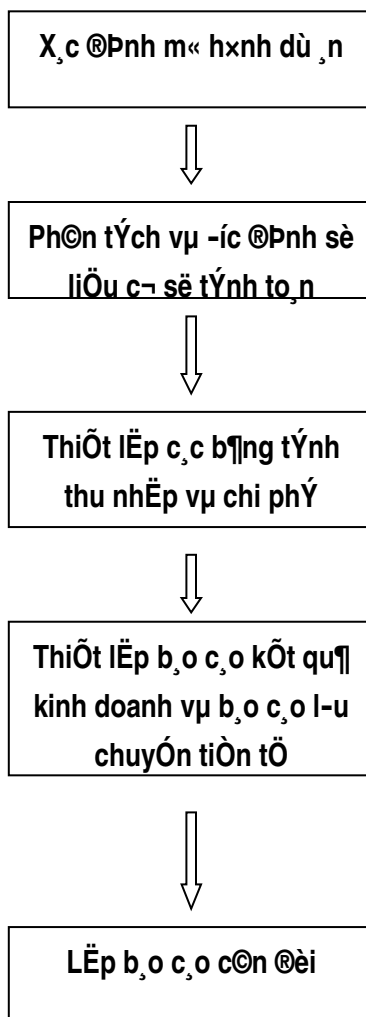 X¸c ®Þnh m« h×nh dù ¸n
Ph©n tÝch vµ -íc ®Þnh sè
liÖu c¬ së tÝnh to¸n
ThiÕt lËp c¸c b¶ng tÝnh
thu nhËp vµ chi phÝ
ThiÕt lËp b¸o c¸o kÕt qu¶
kinh doanh vµ b¸o c¸o l-u
chuyÓn tiÒn tÖ
LËp b¸o c¸o c©n ®èi